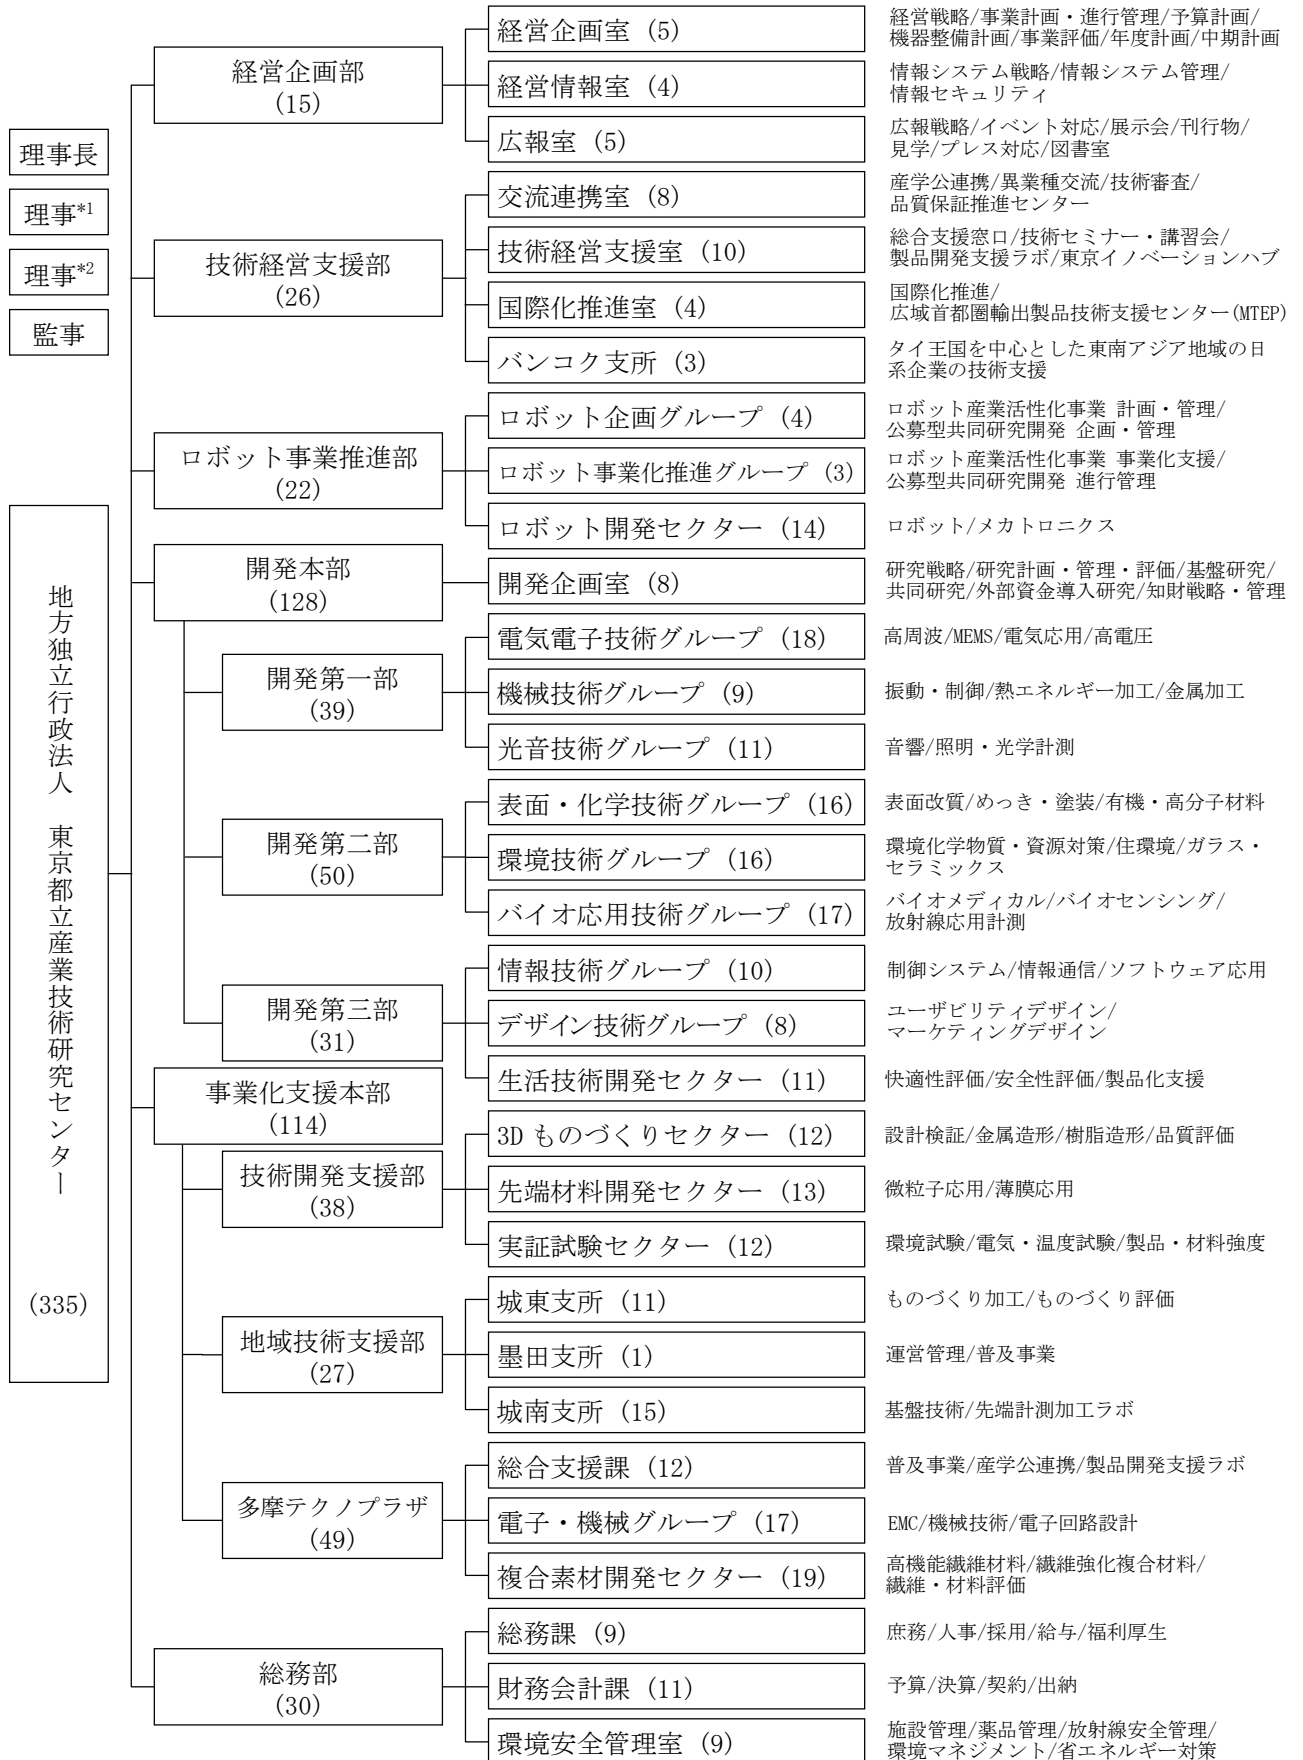 理事長
理事*1
理事*2
監事
地方独立行政法人　東京都立産業技術研究センター
(335)
経営企画部
(15)
経営企画室 (5)
経営戦略/事業計画・進行管理/予算計画/
機器整備計画/事業評価/年度計画/中期計画
経営情報室 (4)
情報システム戦略/情報システム管理/
情報セキュリティ
広報室 (5)
広報戦略/イベント対応/展示会/刊行物/
見学/プレス対応/図書室
技術経営支援部
(26)
交流連携室 (8)
産学公連携/異業種交流/技術審査/
品質保証推進センター
技術経営支援室 (10)
総合支援窓口/技術セミナー・講習会/
製品開発支援ラボ/東京イノベーションハブ
国際化推進室 (4)
国際化推進/
広域首都圏輸出製品技術支援センター(MTEP)
バンコク支所 (3)
タイ王国を中心とした東南アジア地域の日
系企業の技術支援
ロボット事業推進部
(22)
ロボット企画グループ (4)
ロボット産業活性化事業 計画・管理/
公募型共同研究開発 企画・管理
ロボット事業化推進グループ (3)
ロボット産業活性化事業 事業化支援/
公募型共同研究開発 進行管理
ロボット開発セクター (14)
ロボット/メカトロニクス
開発本部
(128)
開発企画室 (8)
研究戦略/研究計画・管理・評価/基盤研究/
共同研究/外部資金導入研究/知財戦略・管理
開発第一部
(39)
電気電子技術グループ (18)
高周波/MEMS/電気応用/高電圧
機械技術グループ (9)
振動・制御/熱エネルギー加工/金属加工
光音技術グループ (11)
音響/照明・光学計測
開発第二部
(50)
表面・化学技術グループ (16)
表面改質/めっき・塗装/有機・高分子材料
環境技術グループ (16)
環境化学物質・資源対策/住環境/ガラス・
セラミックス
バイオ応用技術グループ (17)
バイオメディカル/バイオセンシング/
放射線応用計測
開発第三部
(31)
情報技術グループ (10)
制御システム/情報通信/ソフトウェア応用
デザイン技術グループ (8)
ユーザビリティデザイン/
マーケティングデザイン
生活技術開発セクター (11)
快適性評価/安全性評価/製品化支援
事業化支援本部
(114)
技術開発支援部
(38)
3D ものづくりセクター (12)
設計検証/金属造形/樹脂造形/品質評価
先端材料開発セクター (13)
微粒子応用/薄膜応用
実証試験セクター (12)
環境試験/電気・温度試験/製品・材料強度
地域技術支援部
(27)
城東支所 (11)
ものづくり加工/ものづくり評価
墨田支所 (1)
運営管理/普及事業
城南支所 (15)
基盤技術/先端計測加工ラボ
多摩テクノプラザ
(49)
総合支援課 (12)
普及事業/産学公連携/製品開発支援ラボ
電子・機械グループ (17)
EMC/機械技術/電子回路設計
複合素材開発セクター (19)
高機能繊維材料/繊維強化複合材料/
繊維・材料評価
総務部
(30)
総務課 (9)
庶務/人事/採用/給与/福利厚生
財務会計課 (11)
予算/決算/契約/出納
環境安全管理室 (9)
施設管理/薬品管理/放射線安全管理/
環境マネジメント/省エネルギー対策